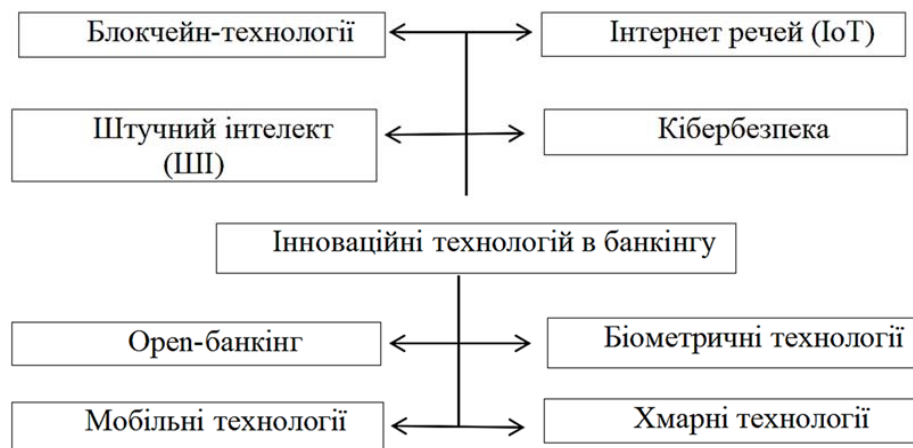 Блокчейн-технології
Інтернет речей (ІоТ)
Штучний інтелект
(ШІ)
Кібербезпека
Інноваційні технологій в банкінгу
Open-банкінг
Біометричні технології
Мобільні технології
Хмарні технології